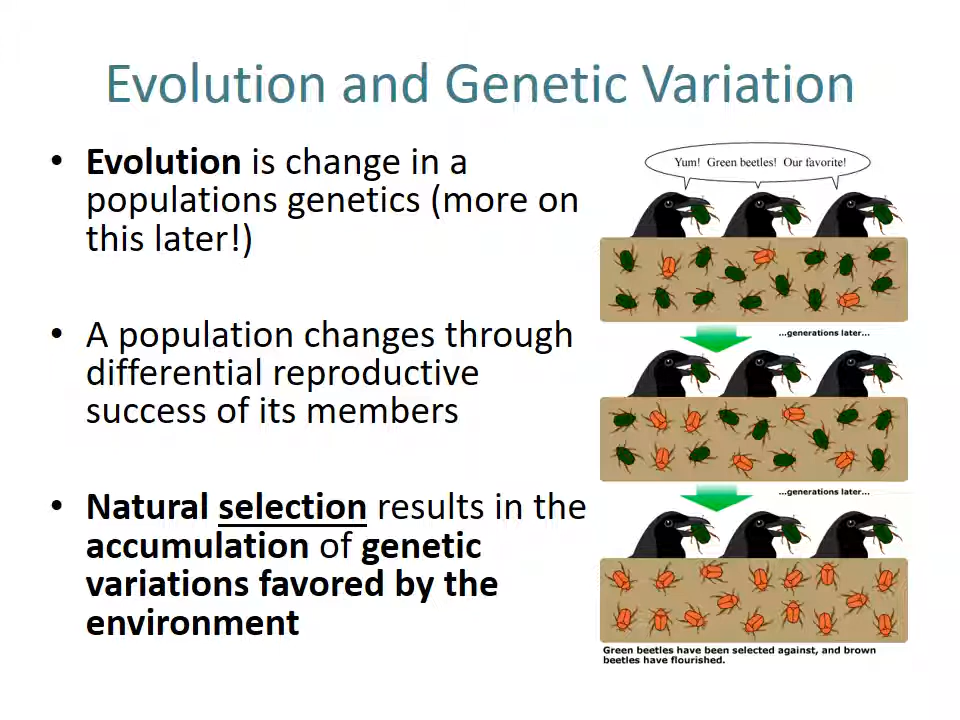 Evolution and Genetic Variation
• Evolution is change in a
populations genetics (more on
this later!)
• A population changes through
differential reproductive
success of its members
• Natural selection results in the
accumulation of genetic
variations favored by the
environment
Yum! Green beetles! Our favorite!
...generations later...
...generations later...
Green beetles have been selected against, and brown
beetles have flourished.